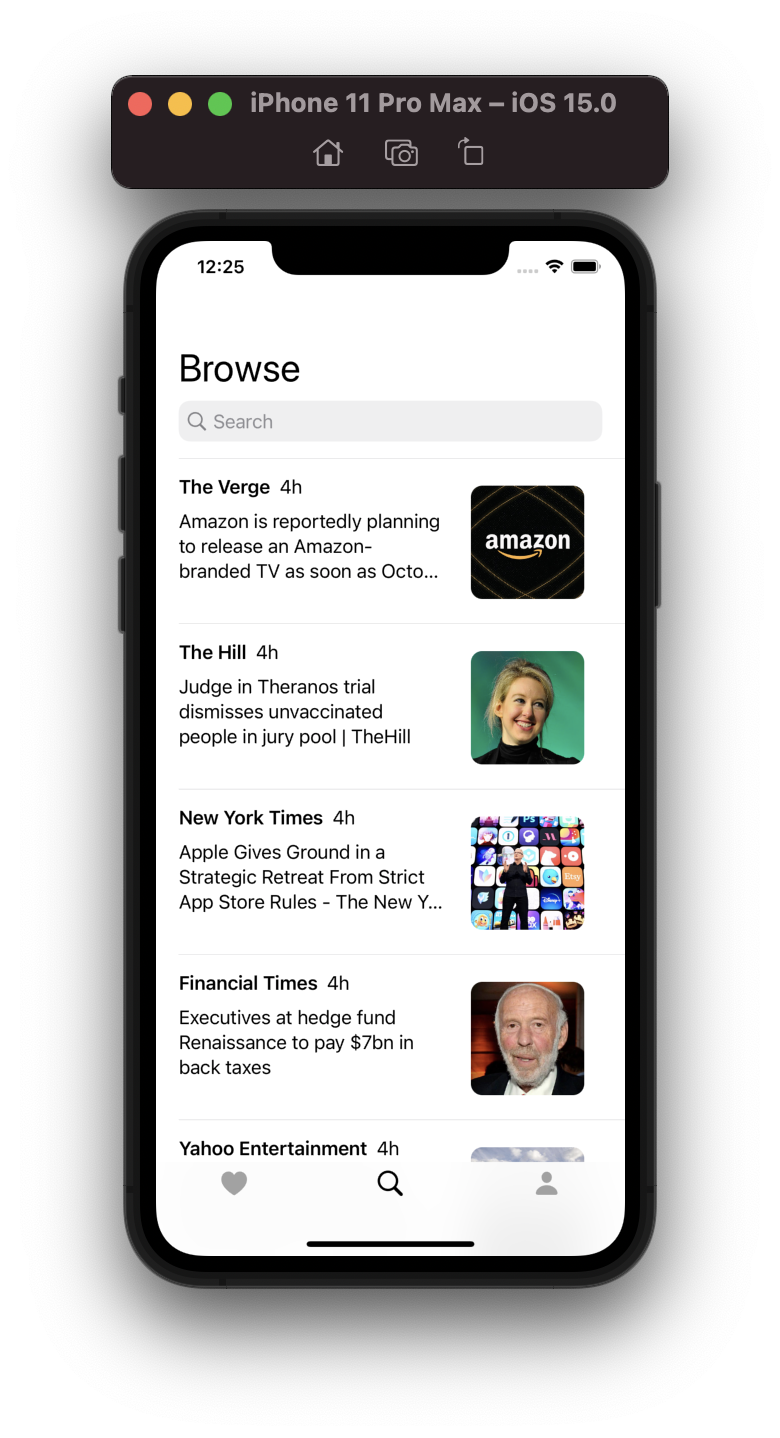 iPhone 11 Pro Max – iOS 15.0
12:25
Browse
Search
The Verge 4h
Amazon is reportedly planning
to release an Amazon-
branded TV as soon as Octo...
amazon
The Hill 4h
Judge in Theranos trial
dismisses unvaccinated
people in jury pool | TheHill
New York Times 4h
Apple Gives Ground in a
Strategic Retreat From Strict
App Store Rules - The New Y...
Etsy
Disney+
Financial Times 4h
Executives at hedge fund
Renaissance to pay $7bn in
back taxes
Yahoo Entertainment 4h